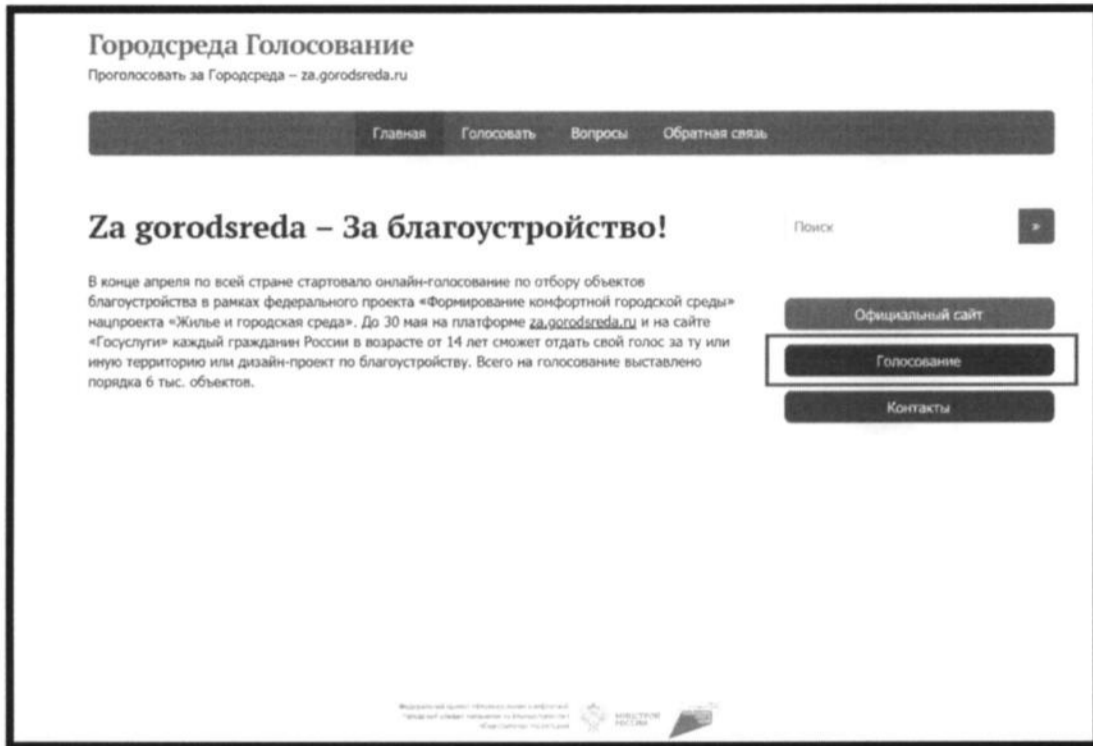 Городсреда Голосование
Проголосовать за Городсреда – za.gorodsreda.ru
Главная Голосовать Вопросы Обратная связь
Za gorodsreda – За благоустройство!
Поиск »
В конце апреля по всей стране стартовало онлайн-голосование по отбору объектов
благоустройства в рамках федерального проекта «Формирование комфортной городской среды»
нацпроекта «Жилье и городская среда». До 30 мая на платформе za.gorodsreda.ru и на сайте
«Госуслуги» каждый гражданин России в возрасте от 14 лет сможет отдать свой голос за ту или
иную территорию или дизайн-проект по благоустройству. Всего на голосование выставлено
порядка 6 тыс. объектов.
Официальный сайт
Голосование
Контакты
МИНСТРОЙ
РОССИИ